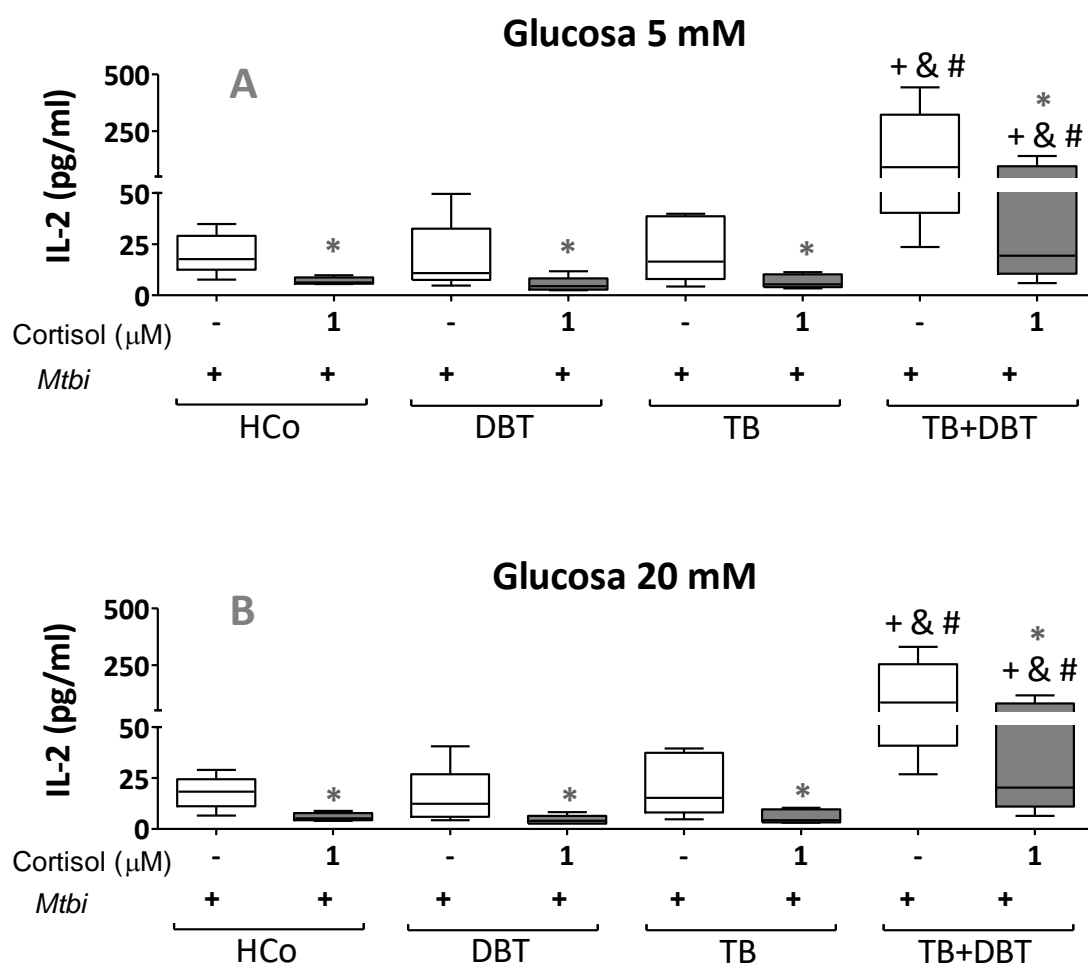 Glucosa 5 mM
A
IL-2 (pg/ml)
500
250
50
25
0
+ & #
*
+ & #
* * *
Cortisol (μM) - 1 - 1 - 1 - 1
Mtbi + + + + + + + +
HCo DBT TB TB+DBT
Glucosa 20 mM
B
IL-2 (pg/ml)
500
250
50
25
0
+ & #
*
+ & #
* * *
Cortisol (μM) - 1 - 1 - 1 - 1
Mtbi + + + + + + + +
HCo DBT TB TB+DBT